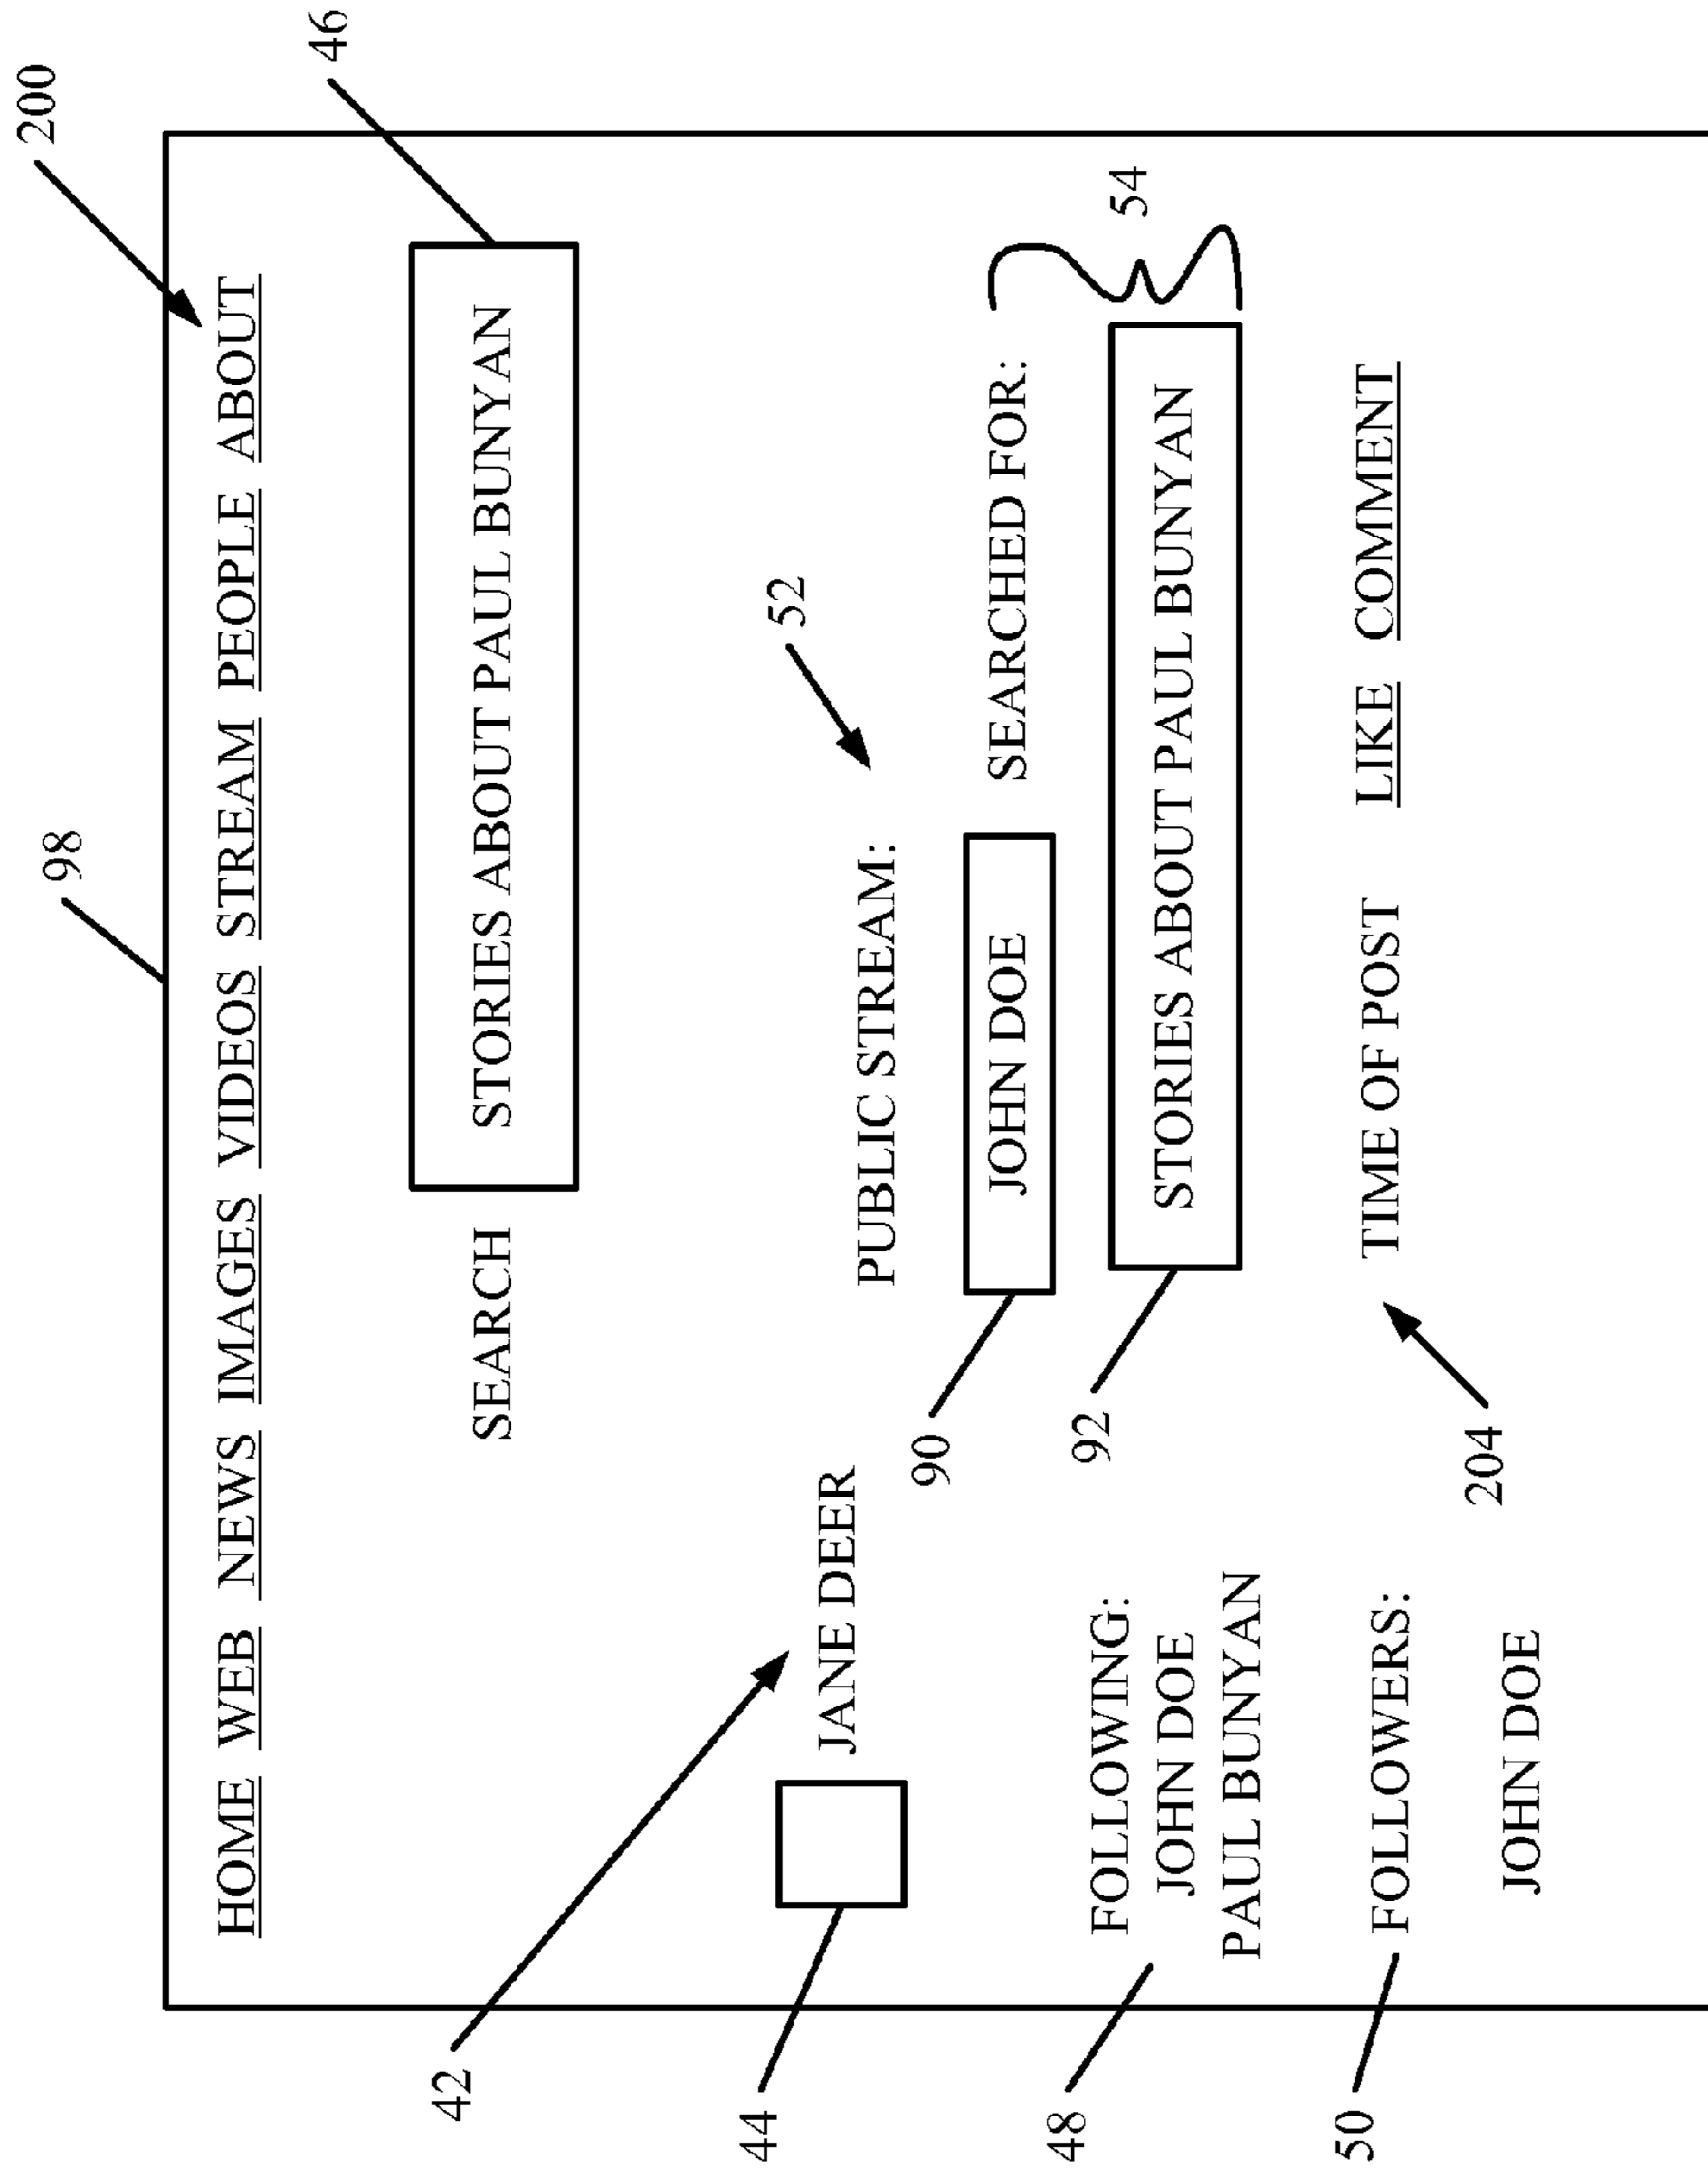 98
200
HOME WEB NEWS IMAGES VIDEOS STREAM PEOPLE ABOUT
46
SEARCH STORIES ABOUT PAUL BUNYAN
42
52
44
JANE DEER
PUBLIC STREAM:
90
JOHN DOE SEARCHED FOR:
54
92
STORIES ABOUT PAUL BUNYAN
48
FOLLOWING:
JOHN DOE
PAUL BUNYAN
50
FOLLOWERS:
TIME OF POST LIKE COMMENT
204
JOHN DOE